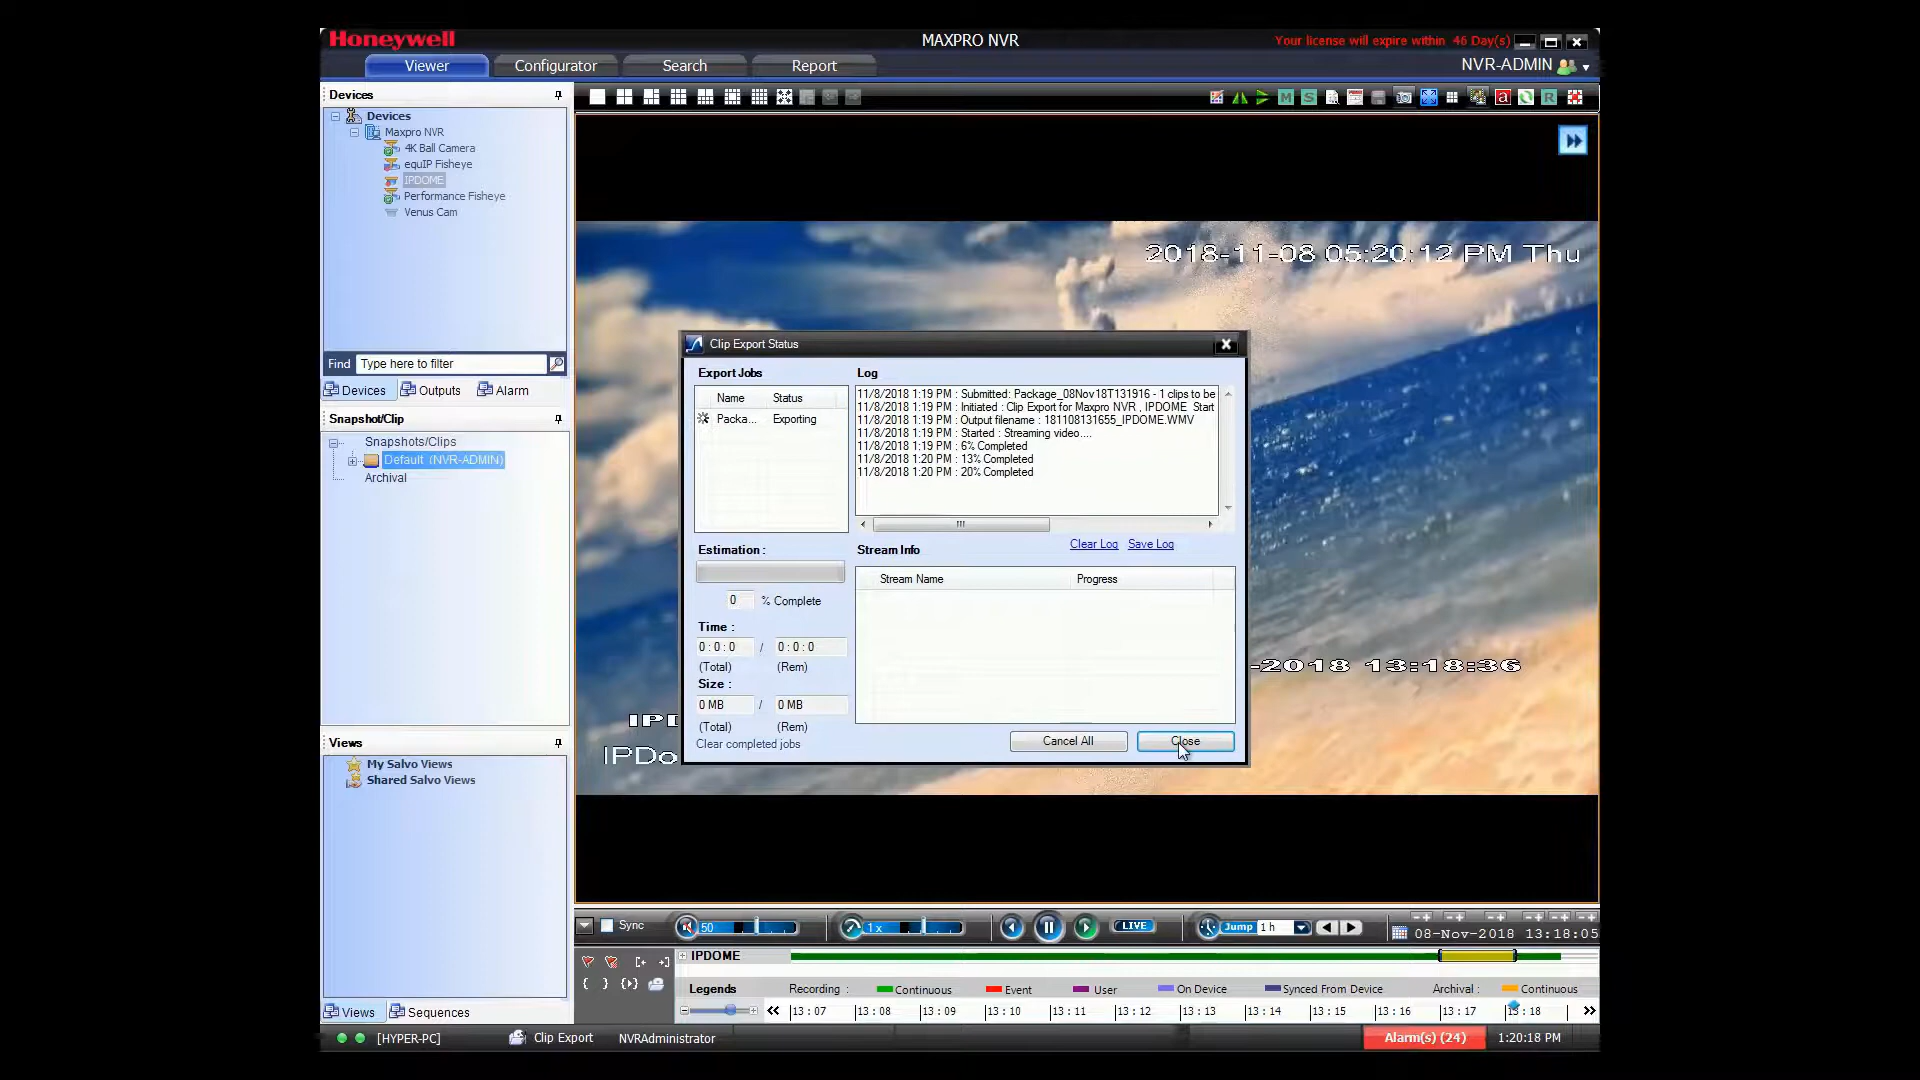 Honeywell
MAXPRO NVR
Your license will expire within 46 Day(s)
Viewer
Configurator
Search
Report
NVR-ADMIN
Devices
Devices
Maxpro NVR
4K Ball Camera
equIP Fisheye
IPDOME
Performance Fisheye
Venus Cam
Find Type here to filter
Devices Outputs Alarm
Snapshot/Clip
Snapshots/Clips
Default (NVR-ADMIN)
Archival
Views
My Salvo Views
Shared Salvo Views
Views Sequences
M S a R
2018-11-08 05:20:12 PM Thu
-2018 13:18:36
IPD
IPDo
Clip Export Status
Export Jobs
Name Status
Packa... Exporting
Log
11/8/2018 1:19 PM : Submitted: Package_08Nov18T131916 - 1 clips to be
11/8/2018 1:19 PM : Initiated : Clip Export for Maxpro NVR , IPDOME Start
11/8/2018 1:19 PM : Output filename : 181108131655_IPDOME.WMV
11/8/2018 1:19 PM : Started : Streaming video....
11/8/2018 1:19 PM : 6% Completed
11/8/2018 1:20 PM : 13% Completed
11/8/2018 1:20 PM : 20% Completed
Clear Log Save Log
Estimation :
0 % Complete
Time :
0 : 0 : 0 / 0 : 0 : 0
(Total) (Rem)
Size :
0 MB / 0 MB
(Total) (Rem)
Clear completed jobs
Stream Info
Stream Name Progress
Cancel All
Close
Sync
50
1 x
LIVE
Jump 1 h
08-Nov-2018 13:18:05
IPDOME
Legends Recording : Continuous Event User On Device Synced From Device Archival : Continuous
13 : 07 13 : 08 13 : 09 13 : 10 13 : 11 13 : 12 13 : 13 13 : 14 13 : 15 13 : 16 13 : 17 13 : 18
[HYPER-PC] Clip Export NVRAdministrator Alarm(s) (24) 1:20:18 PM